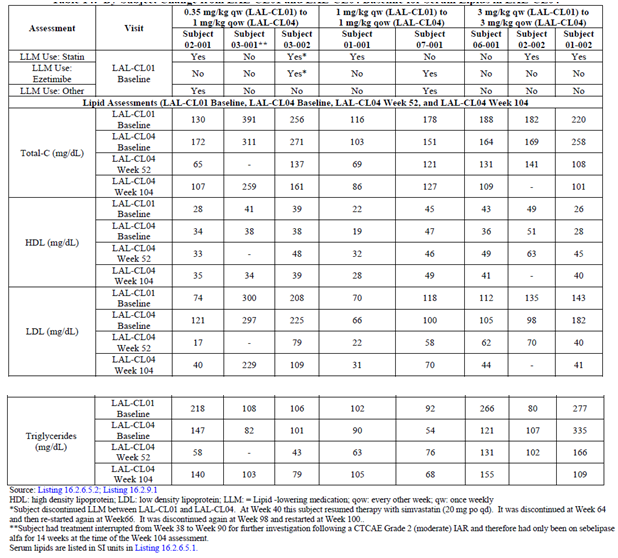 By-Subject Change from LAL-CL01 and LAL-CL04 Baseline for Serum Lipids in LAL-CL04
Assessment Visit 0.35 mg/kg qw (LAL-CL01) to 1 mg/kg qow (LAL-CL04) 1 mg/kg qw (LAL-CL01) to 1 mg/kg qow (LAL-CL04) 3 mg/kg qw (LAL-CL01) to 3 mg/kg qow (LAL-CL04)
Subject 02-001 Subject 03-001** Subject 03-002 Subject 01-001 Subject 07-001 Subject 06-001 Subject 02-002 Subject 01-002
LLM Use: Statin LAL-CL01 Baseline Yes No Yes* Yes No No Yes Yes
LLM Use: Ezetimibe No No Yes* No Yes No No No
LLM Use: Other Yes No No No Yes No No No
Lipid Assessments (LAL-CL01 Baseline, LAL-CL04 Baseline, LAL-CL04 Week 52, and LAL-CL04 Week 104
Total-C (mg/dL) LAL-CL01 Baseline 130 391 256 116 178 188 182 220
LAL-CL04 Baseline 172 311 271 103 151 164 169 258
LAL-CL04 Week 52 65 - 137 69 121 131 141 108
LAL-CL04 Week 104 107 259 161 86 127 109 - 101
HDL (mg/dL) LAL-CL01 Baseline 28 41 39 22 45 43 49 26
LAL-CL04 Baseline 34 38 38 19 47 36 51 28
LAL-CL04 Week 52 33 - 48 32 46 49 63 45
LAL-CL04 Week 104 35 34 39 28 49 41 - 40
LDL (mg/dL) LAL-CL01 Baseline 74 300 208 70 118 112 135 143
LAL-CL04 Baseline 121 297 225 66 100 105 98 182
LAL-CL04 Week 52 17 - 79 22 58 62 70 40
LAL-CL04 Week 104 40 229 109 31 70 44 - 41
Triglycerides (mg/dL) LAL-CL01 Baseline 218 108 106 102 92 266 80 277
LAL-CL04 Baseline 147 82 101 90 54 121 107 335
LAL-CL04 Week 52 58 - 43 63 76 131 102 166
LAL-CL04 Week 104 140 103 79 105 68 155 - 109
Source: Listing 16.2.6.5.2; Listing 16.2.9.1
HDL: high density lipoprotein; LDL: low density lipoprotein; LLM: = Lipid -lowering medication; qow: every other week; qw: once weekly
*Subject discontinued LLM between LAL-CL01 and LAL-CL04. At Week 40 this subject resumed therapy with simvastatin (20 mg po qd). It was discontinued at Week 64
and then re-started again at Week66. It was discontinued again at Week 98 and restarted at Week 100..
**Subject had treatment interrupted from Week 38 to Week 90 for further investigation following a CTCAE Grade 2 (moderate) IAR and therefore had only been on sebelipase
alfa for 14 weeks at the time of the Week 104 assessment.
Serum lipids are listed in SI units in Listing 16.2.6.5.1.